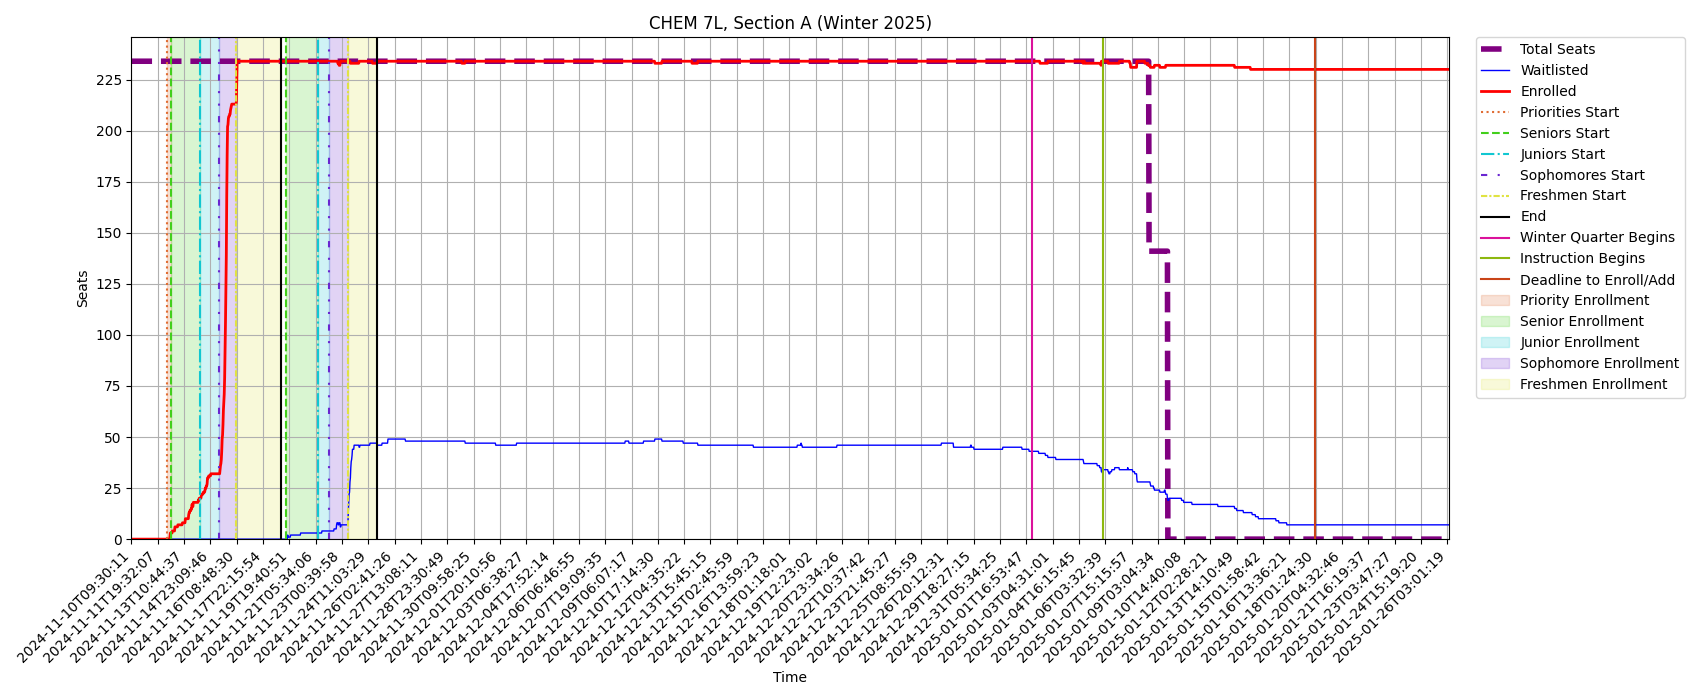 CHEM 7L, Section A (Winter 2025)
Seats
225
200
175
150
125
100
75
50
25
0
2024-11-10T09:30:11
2024-11-11T19:32:07
2024-11-13T10:44:37
2024-11-14T23:09:46
2024-11-16T08:48:30
2024-11-17T22:15:54
2024-11-19T19:40:51
2024-11-21T05:34:06
2024-11-23T00:39:58
2024-11-24T11:03:29
2024-11-26T02:41:26
2024-11-27T13:08:11
2024-11-28T23:30:49
2024-11-30T09:58:25
2024-12-01T20:10:56
2024-12-03T06:38:27
2024-12-04T17:52:14
2024-12-06T06:46:55
2024-12-07T19:09:35
2024-12-09T06:07:17
2024-12-10T17:14:30
2024-12-12T04:35:22
2024-12-13T15:45:15
2024-12-15T02:45:59
2024-12-16T13:59:23
2024-12-18T01:18:01
2024-12-19T12:23:02
2024-12-20T23:34:26
2024-12-22T10:37:42
2024-12-23T21:45:27
2024-12-25T08:55:59
2024-12-26T20:12:31
2024-12-29T18:27:15
2024-12-31T05:34:25
2025-01-01T16:53:47
2025-01-03T04:31:01
2025-01-04T16:15:45
2025-01-06T03:32:39
2025-01-07T15:15:57
2025-01-09T03:04:34
2025-01-10T14:40:08
2025-01-12T02:28:21
2025-01-13T14:10:49
2025-01-15T01:58:42
2025-01-16T13:36:21
2025-01-18T01:24:30
2025-01-20T04:32:46
2025-01-21T16:19:37
2025-01-23T03:47:27
2025-01-24T15:19:20
2025-01-26T03:01:19
Time
Total Seats
Waitlisted
Enrolled
Priorities Start
Seniors Start
Juniors Start
Sophomores Start
Freshmen Start
End
Winter Quarter Begins
Instruction Begins
Deadline to Enroll/Add
Priority Enrollment
Senior Enrollment
Junior Enrollment
Sophomore Enrollment
Freshmen Enrollment